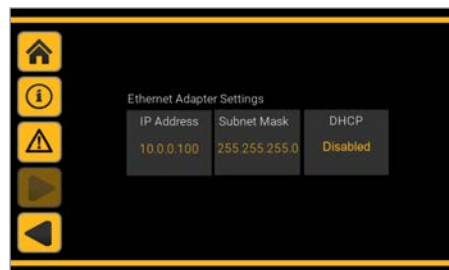 Ethernet Adapter Settings
IP Address Subnet Mask DHCP
10.0.0.100 255.255.255.0 Disabled